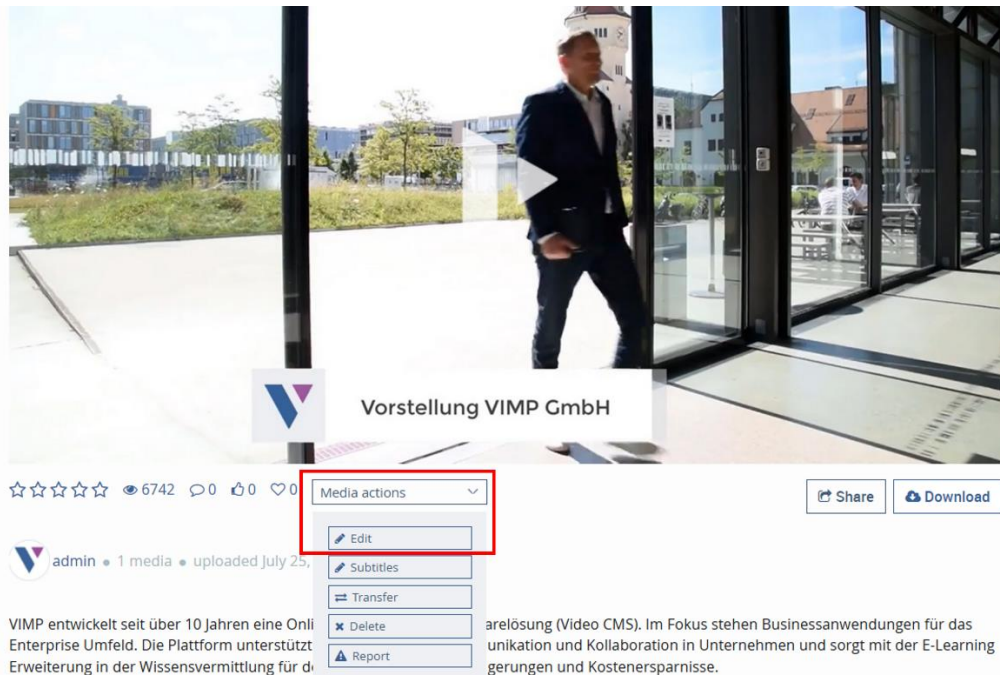 Vorstellung VIMP GmbH
6742 0 0 0
Media actions
Share
Download
Edit
admin • 1 media • uploaded July 25,
Subtitles
Transfer
Delete
Report
VIMP entwickelt seit über 10 Jahren eine Onli arelösung (Video CMS). Im Fokus stehen Businessanwendungen für das
Enterprise Umfeld. Die Plattform unterstützt unikation und Kollaboration in Unternehmen und sorgt mit der E-Learning
Erweiterung in der Wissensvermittlung für de gerungen und Kostenersparnisse.